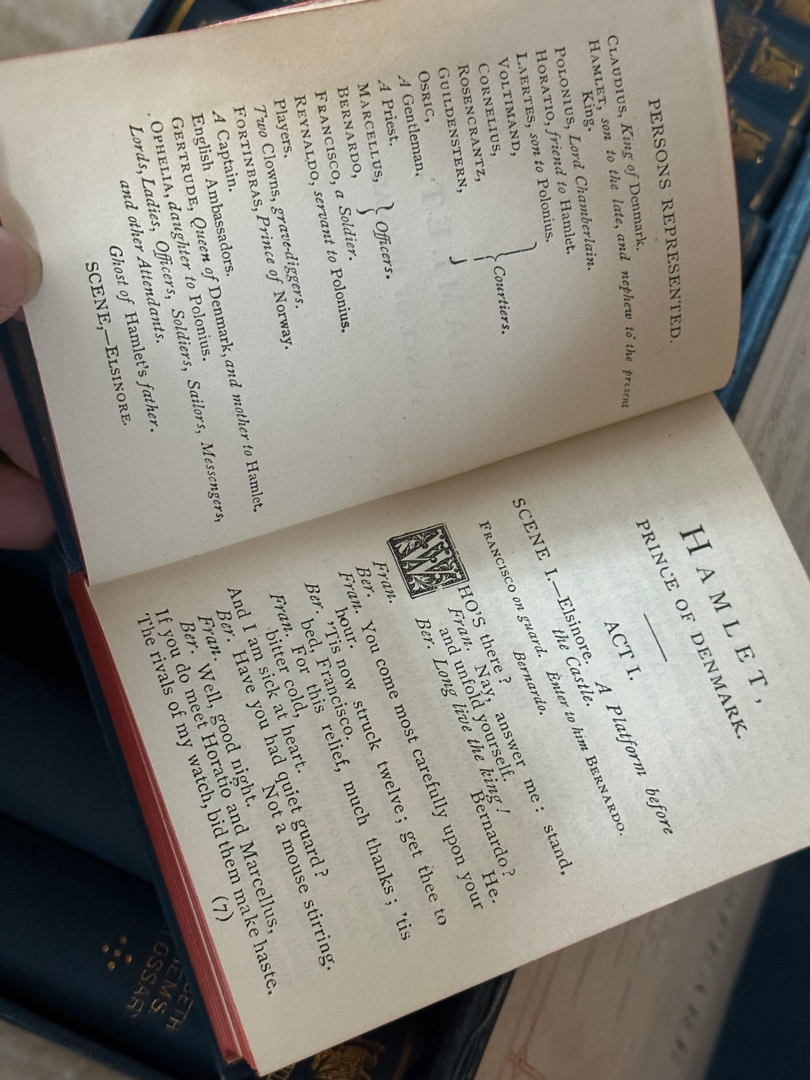 PERSONS REPRESENTED.
CLAUDIUS, King of Denmark.
HAMLET, son to the late, and nephew to the present
King.
POLONIUS, Lord Chamberlain.
HORATIO, friend to Hamlet.
LAERTES, son to Polonius.
VOLTIMAND,
CORNELIUS,
ROSENCRANTZ,
GUILDENSTERN,
Courtiers.
OSRIC,
A Gentleman,
A Priest.
MARCELLUS,
BERNARDO,
Officers.
FRANCISCO, a Soldier.
REYNALDO, servant to Polonius.
Players.
Two Clowns, grave-diggers.
FORTINBRAS, Prince of Norway.
A Captain.
English Ambassadors.
GERTRUDE, Queen of Denmark, and mother to Hamlet.
OPHELIA, daughter to Polonius.
Lords, Ladies, Officers, Soldiers, Sailors, Messengers,
and other Attendants.
Ghost of Hamlet's father.
SCENE,—ELSINORE.
HAMLET,
PRINCE OF DENMARK.
ACT I.
SCENE I.—Elsinore. A Platform before
the Castle.
FRANCISCO on guard. Enter to him BERNARDO.
Bernardo.
WHO'S there?
Fran. Nay, answer me: stand,
and unfold yourself.
Ber. Long live the king!
Fran. Bernardo?
Ber. He.
Fran. You come most carefully upon your
hour.
Ber. 'Tis now struck twelve; get thee to
bed, Francisco.
Fran. For this relief, much thanks; 'tis
bitter cold,
And I am sick at heart.
Ber. Have you had quiet guard?
Fran. Not a mouse stirring.
Ber. Well, good night.
If you do meet Horatio and Marcellus,
The rivals of my watch, bid them make haste.
(7)